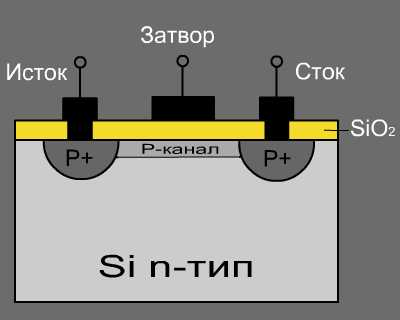 Затвор
Исток
Сток
SiO₂
P-канал
P+
P+
Si n-тип